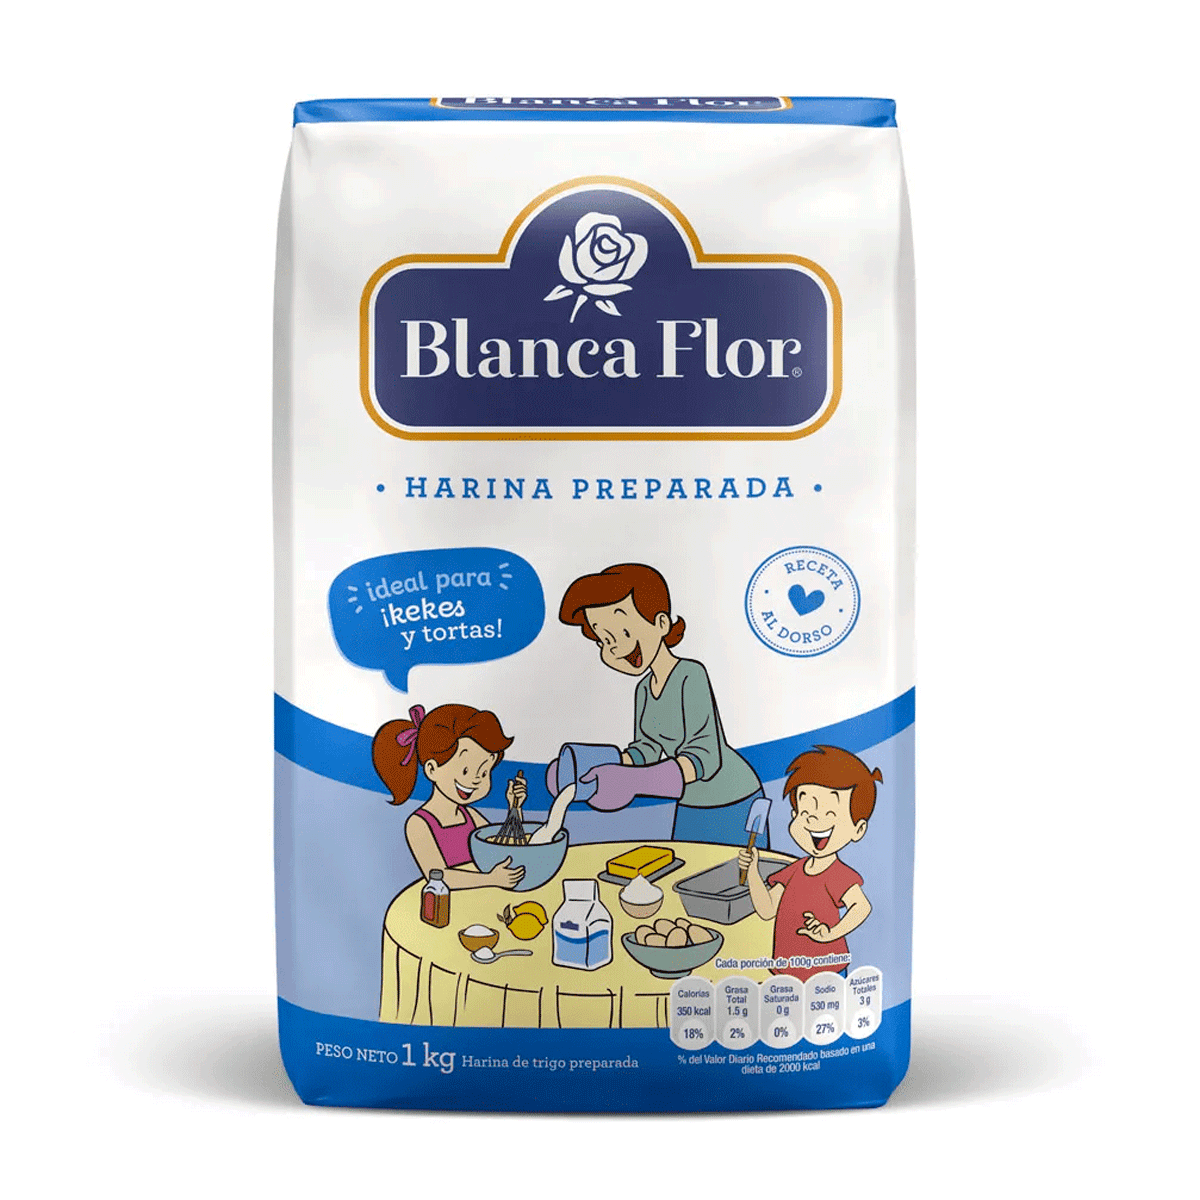 Blanca Flor
Blanca Flor®
• HARINA PREPARADA •
¡ideal para
¡kekes
y tortas!
RECETA
AL DORSO
Cada porción de 100g contiene:
Calorías
350 kcal
18%
Grasa
Total
1.5 g
2%
Grasa
Saturada
0 g
0%
Sodio
530 mg
27%
Azúcares
Totales
3 g
3%
% del Valor Diario Recomendado basado en una
dieta de 2000 kcal
PESO NETO 1 kg Harina de trigo preparada